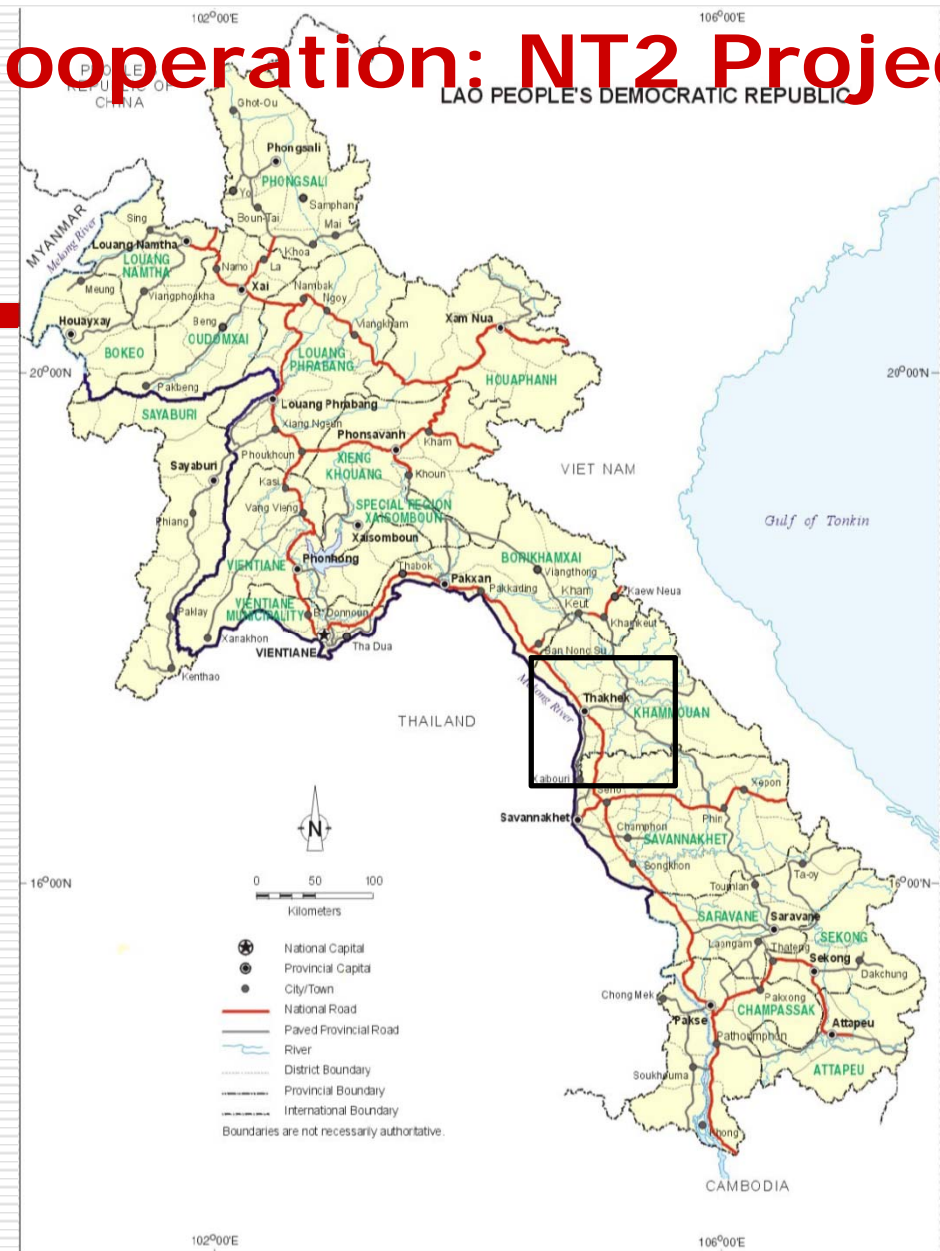 102°00'E
106°00'E
ooperation: NT2 Projec
PEOPLE
REPUBLIC OF
CHINA
LAO PEOPLE'S DEMOCRATIC REPUBLIC
Ghot-Ou
Phongsali
PHONGSALI
Yo
Samphan
Boun-Tai
Sing
Mai
MYANMAR
Mekong River
Louang Namtha
Khoa
LOUANG
NAMTHA
Namo
La
Meung
Viangphoukha
Xai
Nambak
Ngoy
Houayxay
Beng
Viangkham
Xam Nua
OUDOMXAI
BOKEO
LOUANG
PHRABANG
20°00'N
20°00'N
HOUAPHANH
Pakbeng
SAYABURI
Louang Phrabang
Xiang Ngeun
Phonsavanh
Kham
Phoukhoun
XIENG
KHOUANG
VIET NAM
Sayaburi
Khoun
Kasi
Vang Vieng
SPECIAL REGION
XAISOMBOUN
Phiang
Gulf of Tonkin
Xaisomboun
Phonhong
BORIKHAMXAI
VIENTIANE
Thabok
Viangthong
Pakxan
Pakkading
Kham
Keut
Kaew Neua
VIENTIANE
MUNICIPALITY
B. Donnoun
Khamkeut
Paklay
Xanakhon
VIENTIANE
Tha Dua
Ban Nong Su
Kenthao
Mekong River
Thakhek
KHAMMOUAN
THAILAND
Xabouri
Xepon
Seno
N
Savannakhet
Phin
Champhon
SAVANNAKHET
Songkhon
Ta-oy
16°00'N
16°00'N
Toumlan
0 50 100
Kilometers
SARAVANE
Saravane
SEKONG
Laongam
Thateng
Sekong
Dakchung
National Capital
Provincial Capital
City/Town
National Road
Paved Provincial Road
River
District Boundary
Provincial Boundary
International Boundary
Boundaries are not necessarily authoritative.
Chong Mek
Pakxong
CHAMPASSAK
Pakse
Attapeu
Pathoumphon
Soukhouma
ATTAPEU
Khong
CAMBODIA
102°00'E
106°00'E